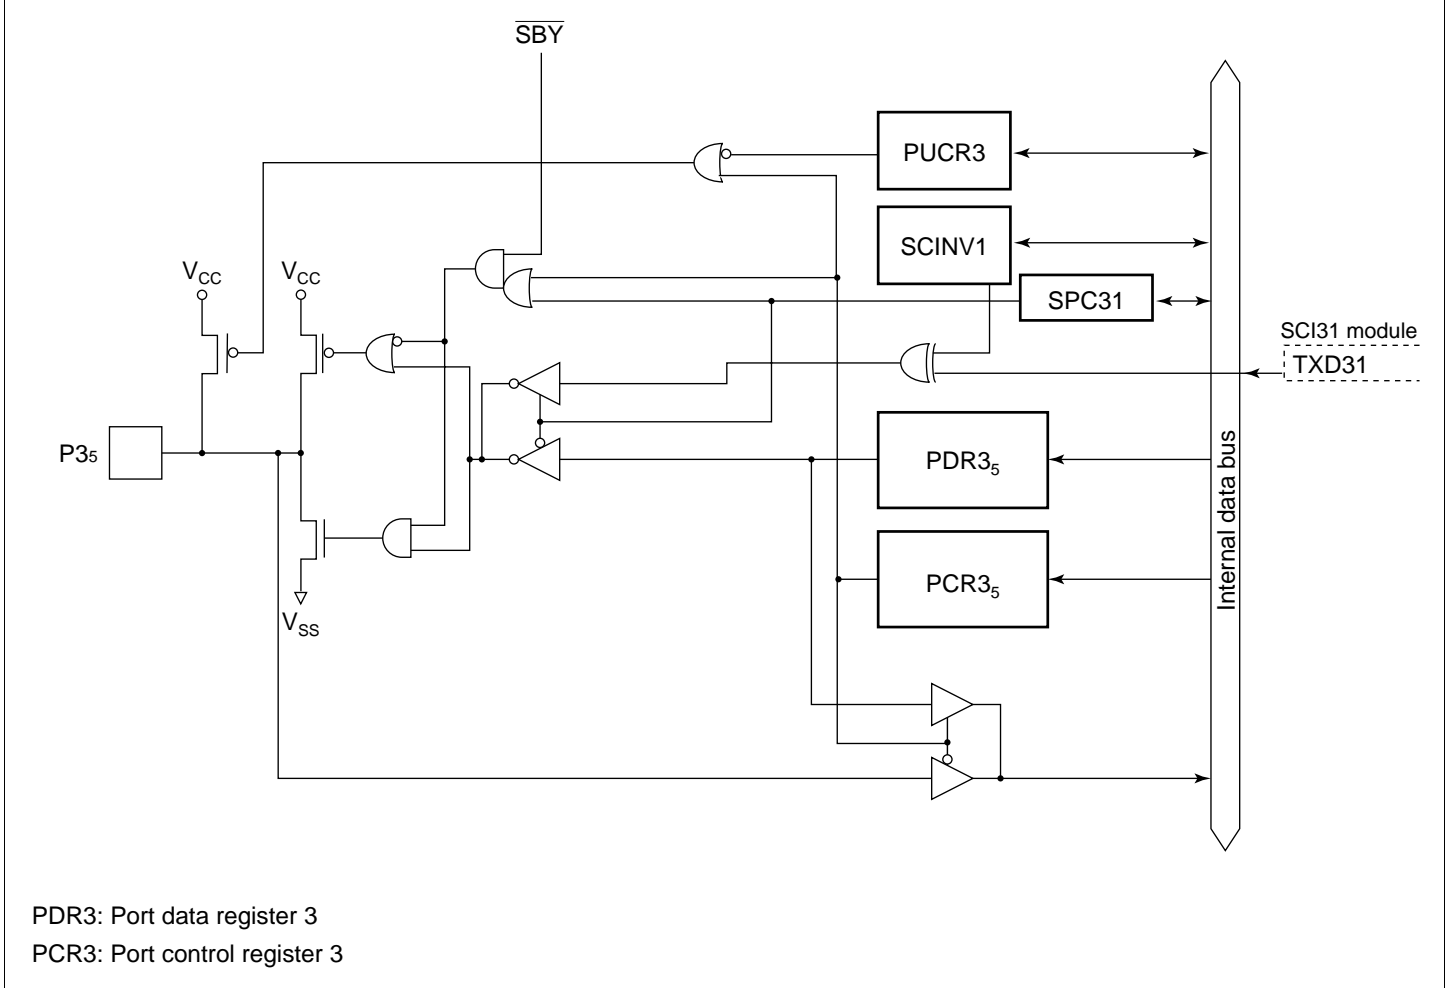 SBY
PUCR3
SCINV1
VCC
VCC
SPC31
SCI31 module
TXD31
P35
PDR35
Internal data bus
PCR35
VSS
PDR3: Port data register 3
PCR3: Port control register 3